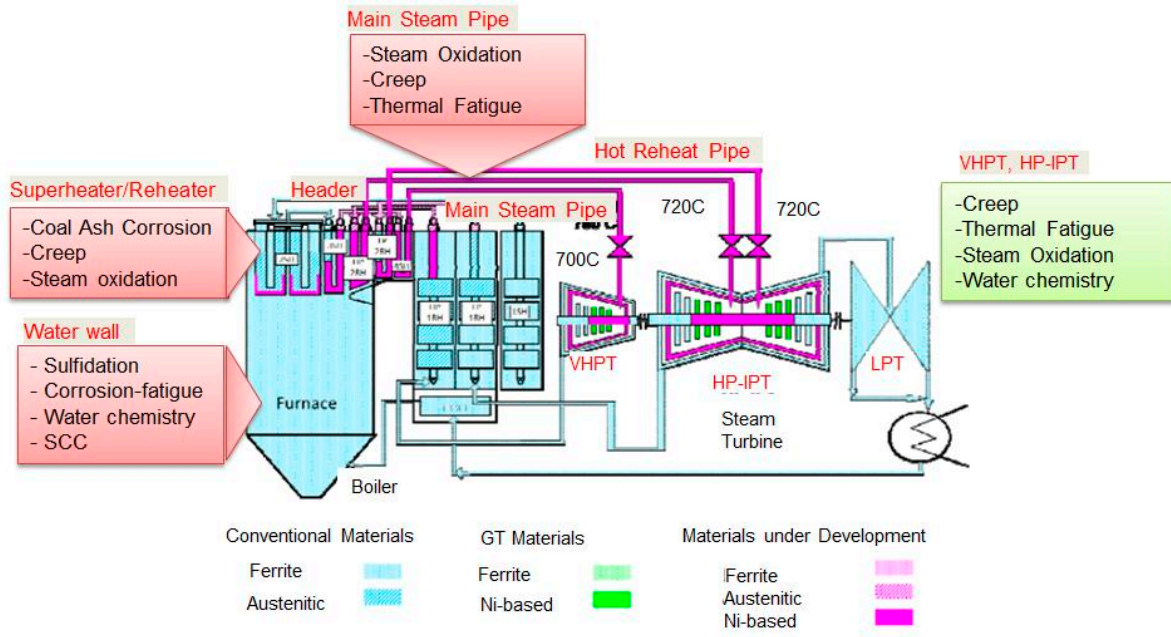 Main Steam Pipe
-Steam Oxidation
-Creep
-Thermal Fatigue
Hot Reheat Pipe
VHPT, HP-IPT
-Creep
-Thermal Fatigue
-Steam Oxidation
-Water chemistry
Superheater/Reheater
-Coal Ash Corrosion
-Creep
-Steam oxidation
Header
Main Steam Pipe
720C
720C
700C
Water wall
- Sulfidation
- Corrosion-fatigue
- Water chemistry
- SCC
Furnace
VHPT
HP-IPT
LPT
Steam
Turbine
Boiler
Conventional Materials
Ferrite
Austenitic
GT Materials
Ferrite
Ni-based
Materials under Development
Ferrite
Austenitic
Ni-based